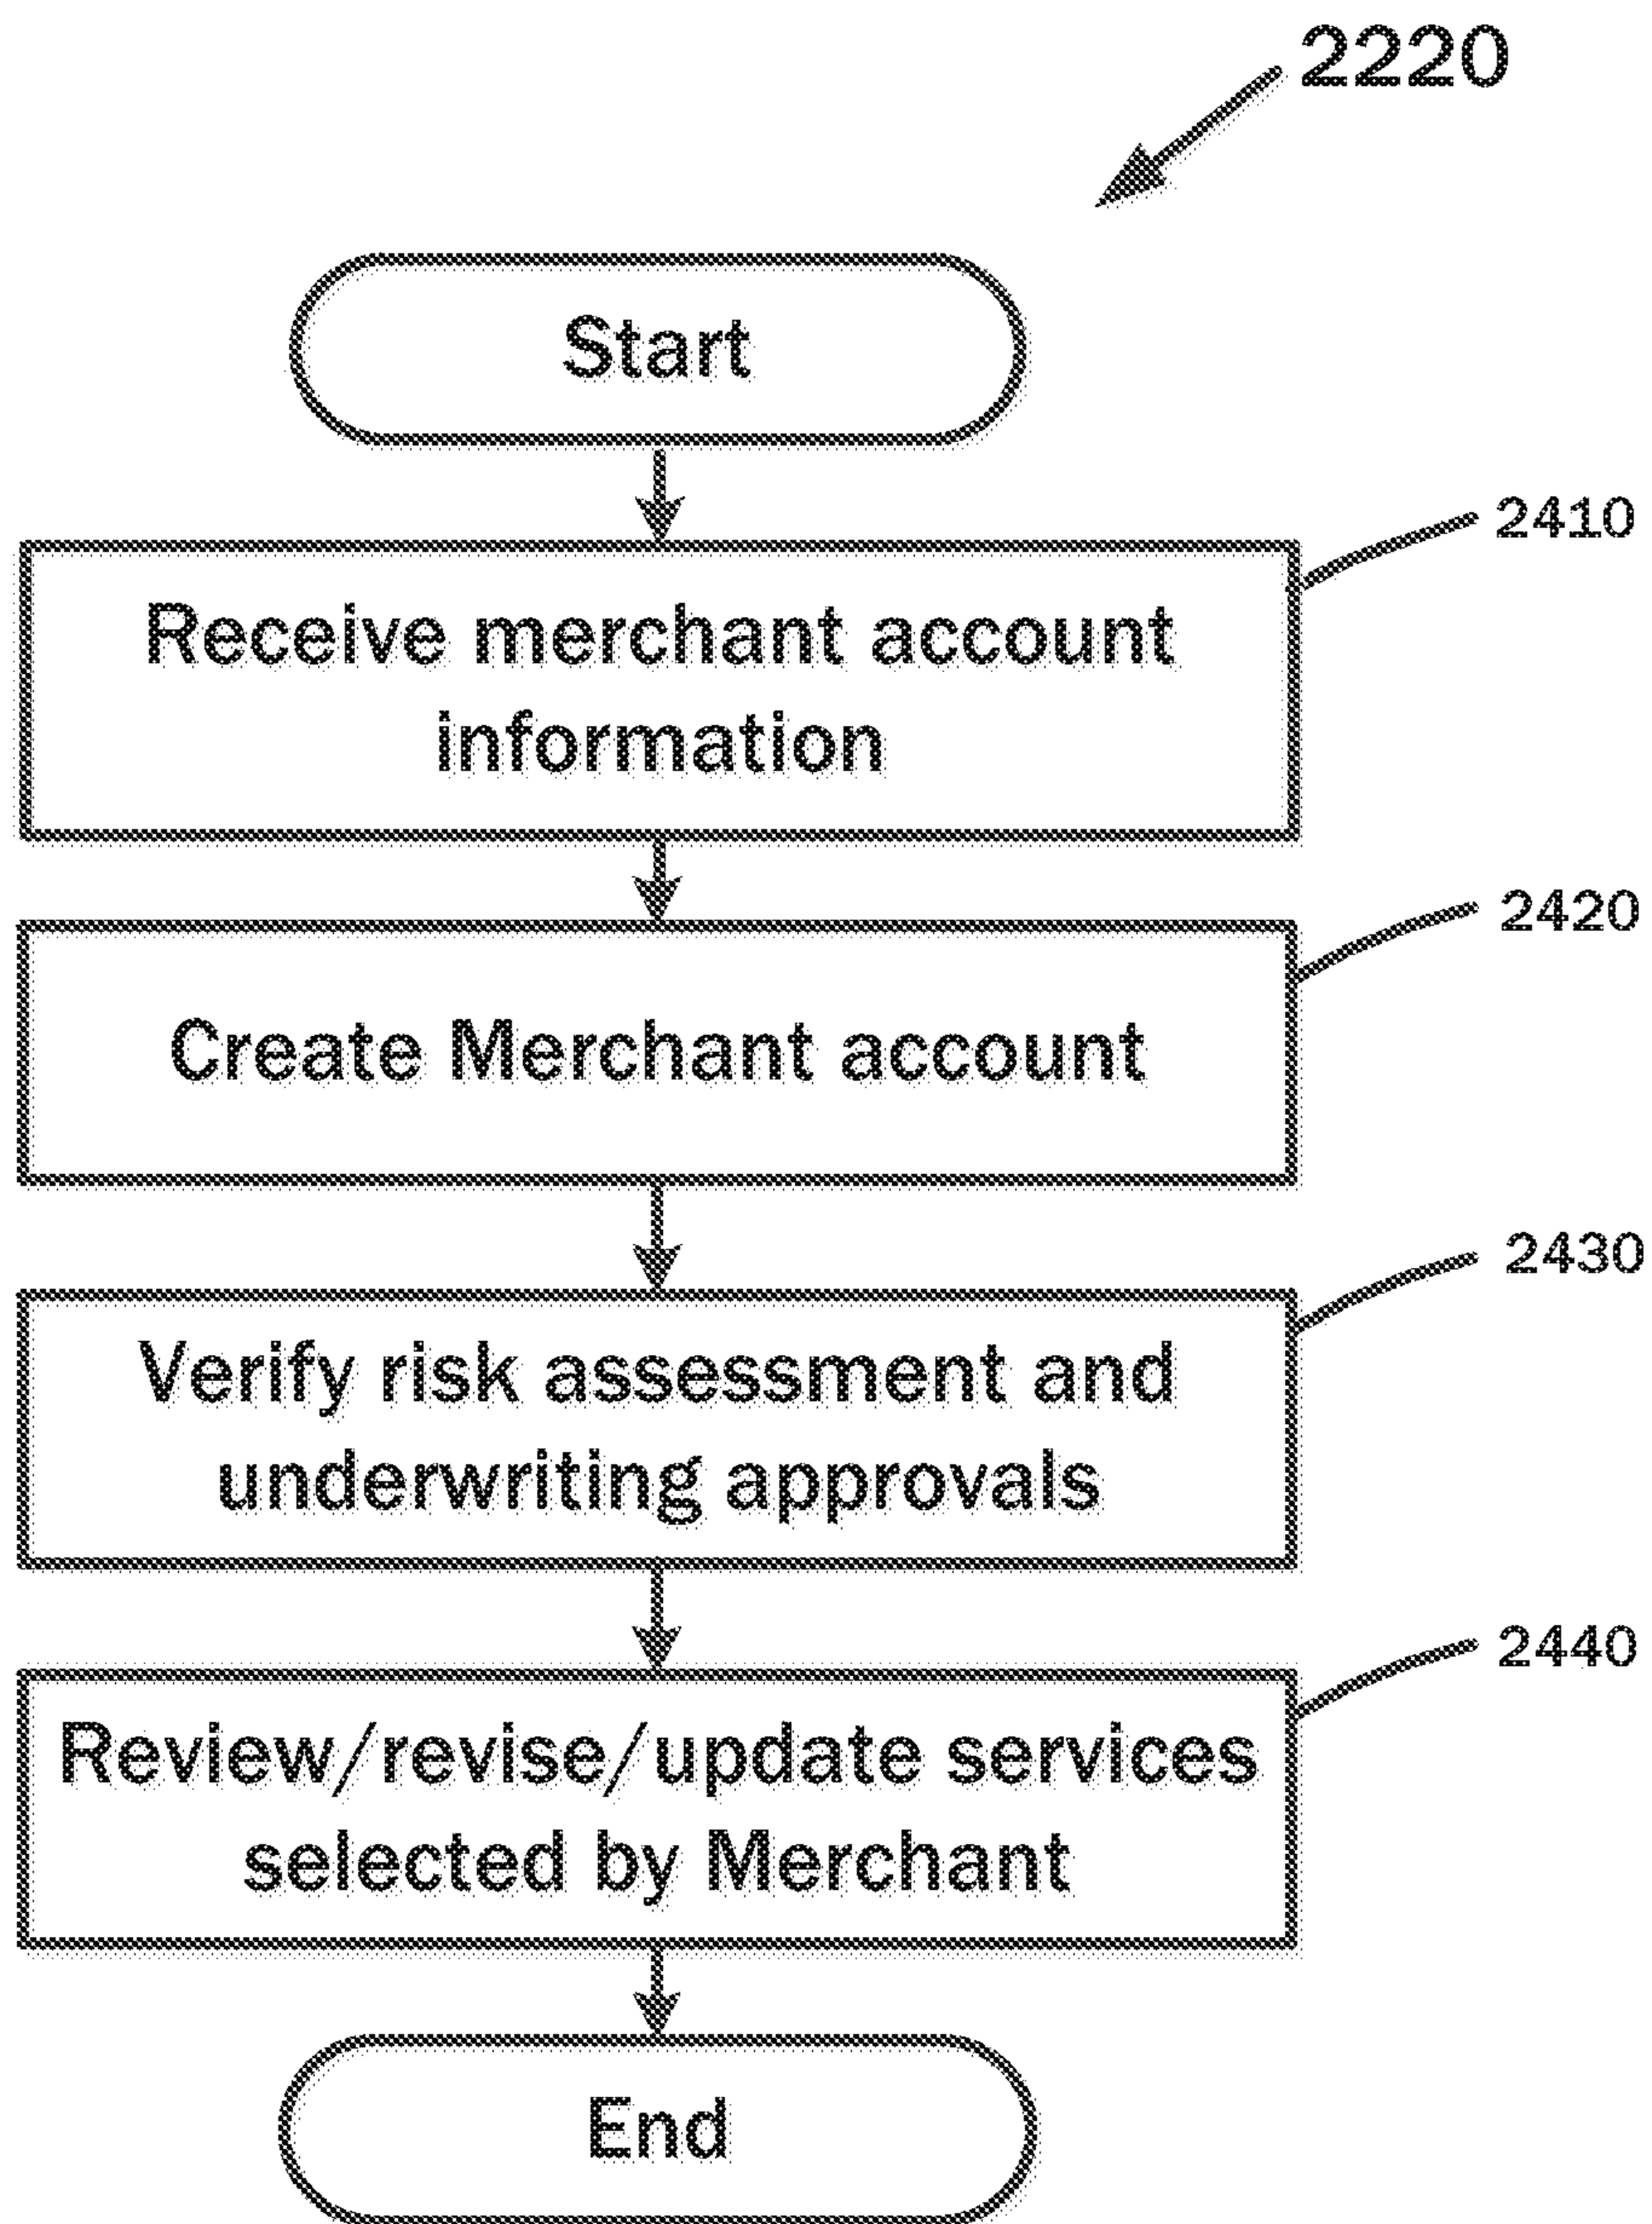 2220
Start
2410
Receive merchant account
information
2420
Create Merchant account
2430
Verify risk assessment and
underwriting approvals
2440
Review/revise/update services
selected by Merchant
End